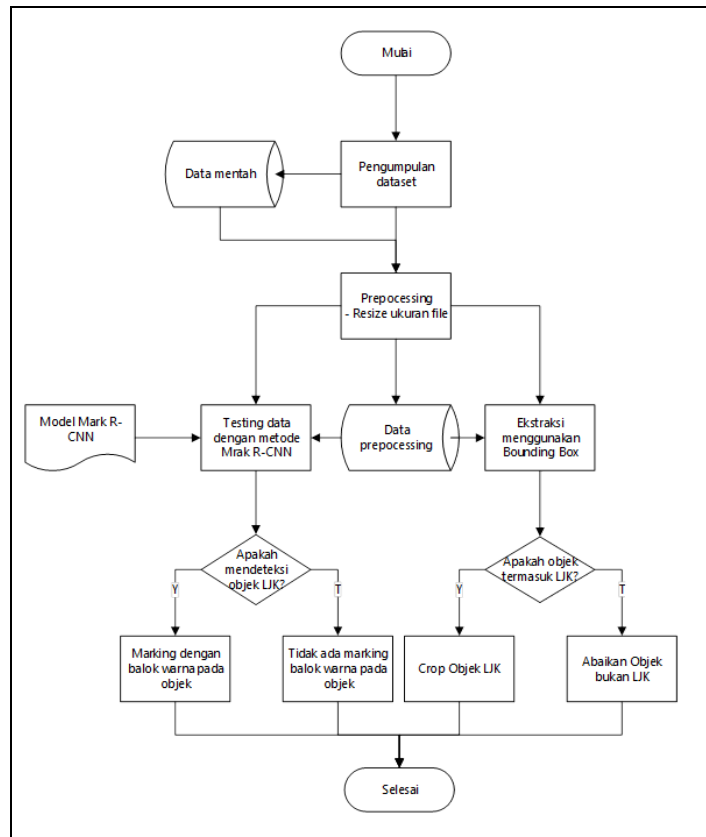 Mulai
Data mentah
Pengumpulan
dataset
Prepocessing
- Resize ukuran file
Model Mark R-
CNN
Testing data
dengan metode
Mrak R-CNN
Data
prepocessing
Ekstraksi
menggunakan
Bounding Box
Apakah
mendeteksi
objek LJK?
Apakah objek
termasuk LJK?
Y
T
Y
T
Marking dengan
balok warna pada
objek
Tidak ada marking
balok warna pada
objek
Crop Objek LJK
Abaikan Objek
bukan LJK
Selesai